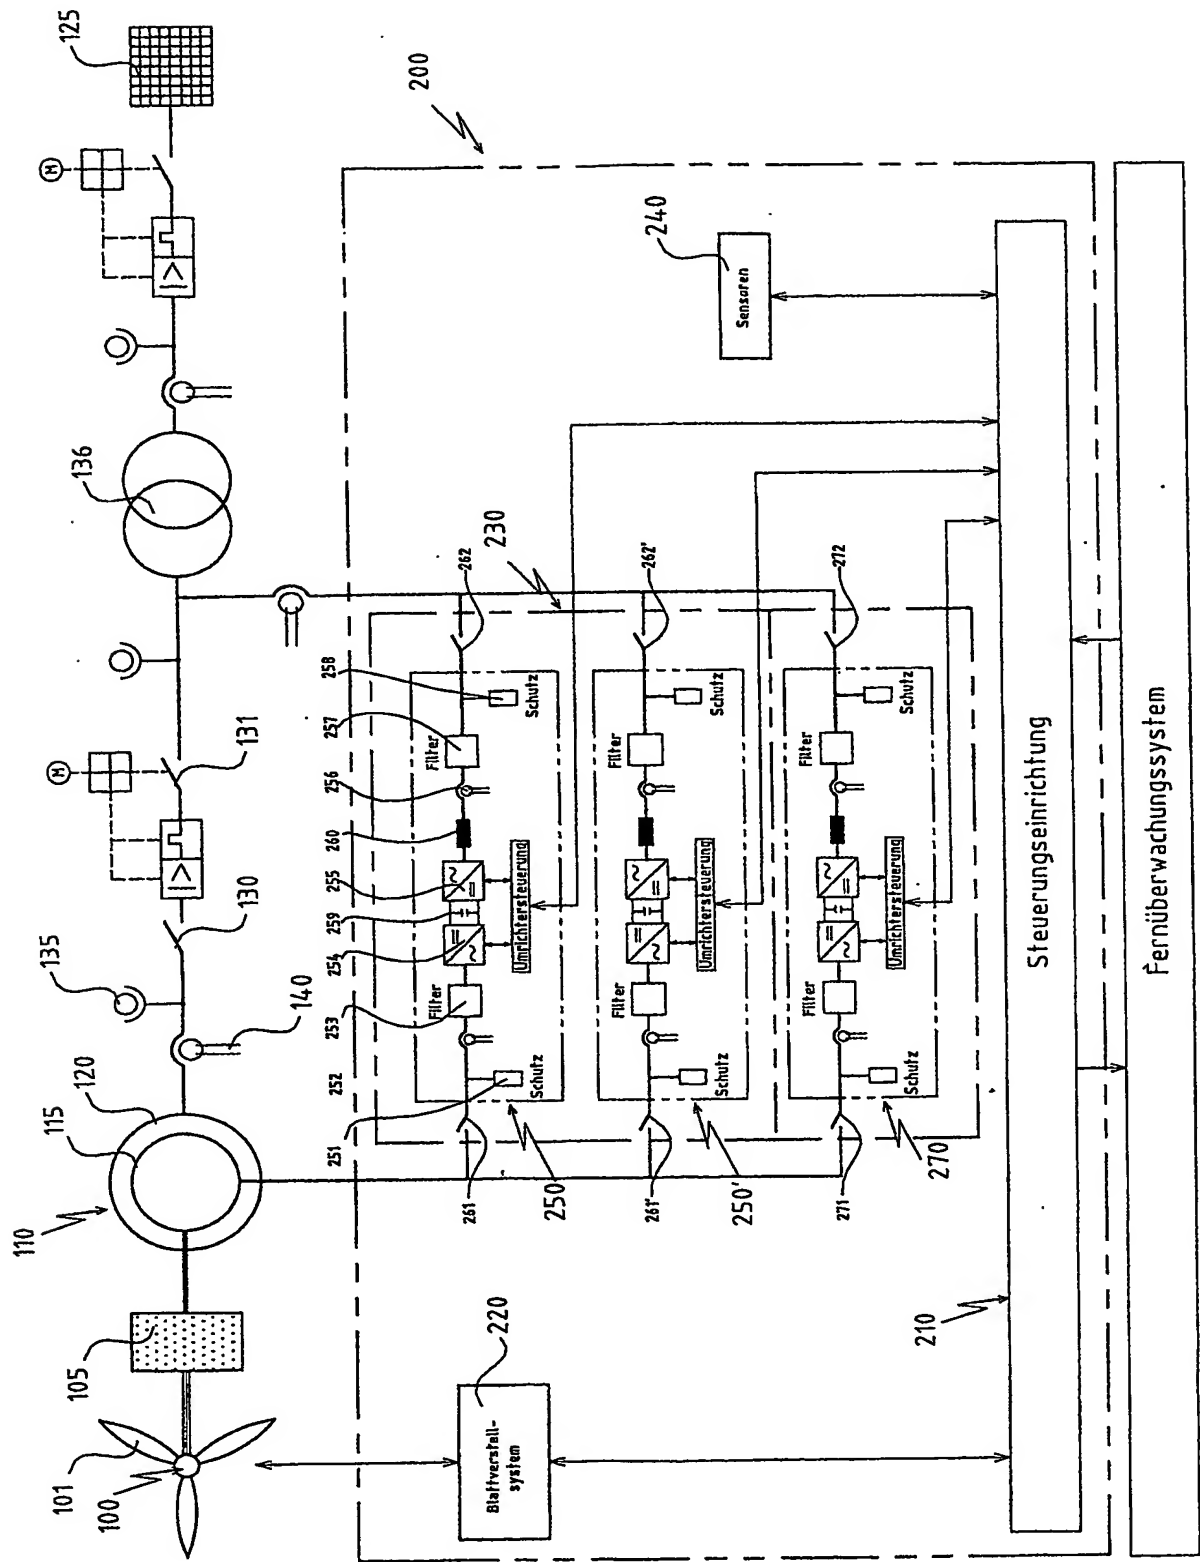 101
100
105
110
115
120
140
135
130
131
M
136
M
125
200
251
252
253
254
259
255
260
256
257
258
Filter
Filter
261
262
Schutz
Umrichtersteuerung
Schutz
230
250
Filter
Filter
261'
262'
Schutz
Umrichtersteuerung
Schutz
250'
Filter
Filter
271
272
Schutz
Umrichtersteuerung
Schutz
270
220
Blattverstell-
system
240
Sensoren
210
Steuerungseinrichtung
Fernüberwachungssystem